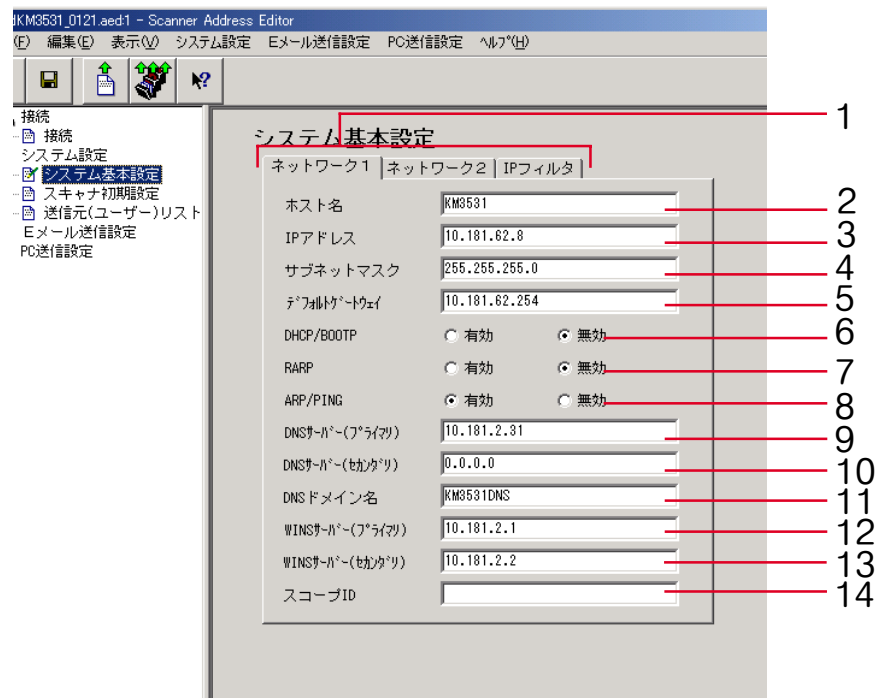 KM3531_0121.aed:1 - Scanner Address Editor
(F) 編集(E) 表示(V) システム設定 Eメール送信設定 PC送信設定 ﾍﾙﾌﾟ(H)
接続
接続
システム設定
システム基本設定
スキャナ初期設定
送信元(ユーザー)リスト
Eメール送信設定
PC送信設定
システム基本設定
1
ネットワーク1 ネットワーク2 IPフィルタ
ホスト名 KM3531 2
IPアドレス 10.181.62.8 3
サブネットマスク 255.255.255.0 4
ﾃﾞﾌｫﾙﾄｹﾞｰﾄｳｪｲ 10.181.62.254 5
DHCP/BOOTP 有効 無効 6
RARP 有効 無効 7
ARP/PING 有効 無効 8
DNSｻｰﾊﾞｰ(ﾌﾟﾗｲﾏﾘ) 10.181.2.31 9
DNSｻｰﾊﾞｰ(ｾｶﾝﾀﾞﾘ) 0.0.0.0 10
DNSドメイン名 KM3531DNS 11
WINSｻｰﾊﾞｰ(ﾌﾟﾗｲﾏﾘ) 10.181.2.1 12
WINSｻｰﾊﾞｰ(ｾｶﾝﾀﾞﾘ) 10.181.2.2 13
スコープID 14